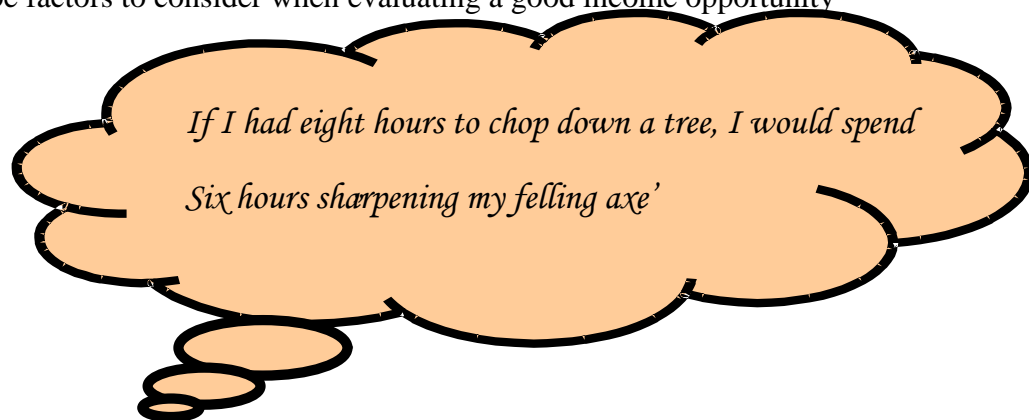 factors to consider when evaluating a good income opportunity
If I had eight hours to chop down a tree, I would spend
Six hours sharpening my felling axe’